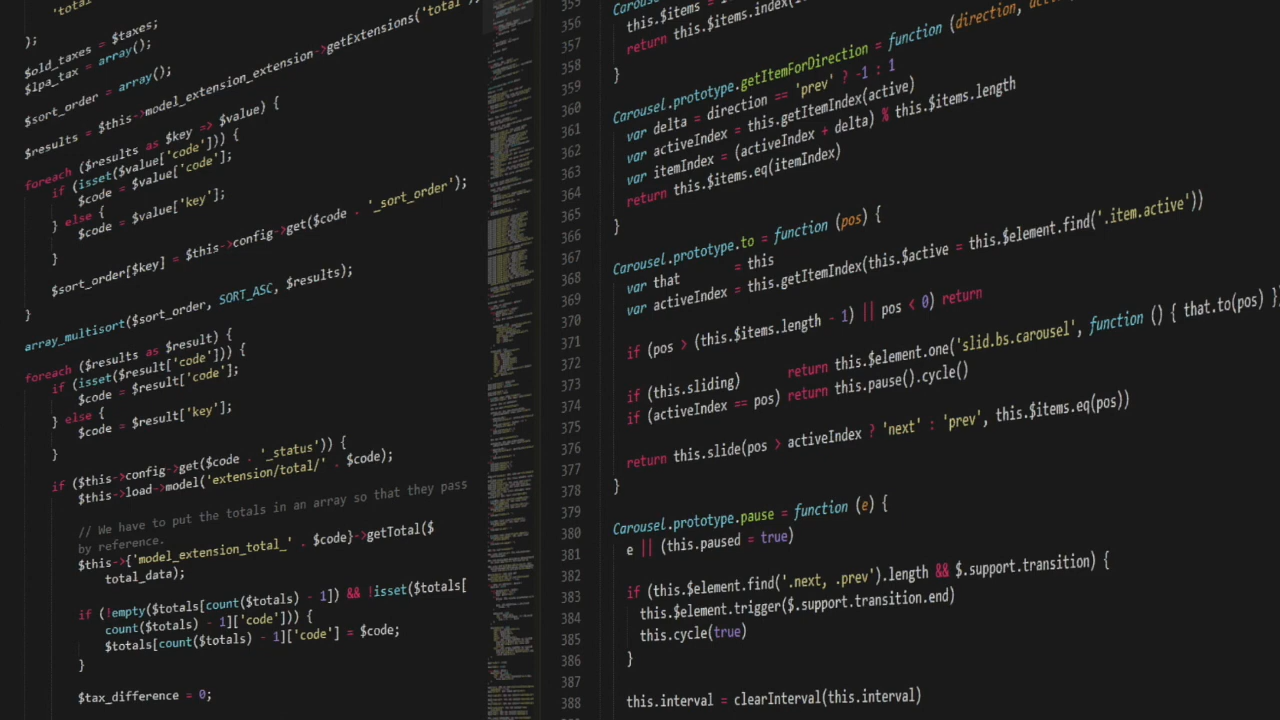 'total
);
$old_taxes = $taxes;
$lpa_tax = array();
$sort_order = array();
$results = $this->model_extension_extension->getExtensions('total');
foreach ($results as $key => $value) {
if (isset($value['code'])) {
$code = $value['code'];
} else {
$code = $value['key'];
}
$sort_order[$key] = $this->config->get($code . '_sort_order');
}
array_multisort($sort_order, SORT_ASC, $results);
foreach ($results as $result) {
if (isset($result['code'])) {
$code = $result['code'];
} else {
$code = $result['key'];
}
if ($this->config->get($code . '_status')) {
$this->load->model('extension/total/' . $code);
// We have to put the totals in an array so that they pass
by reference.
$this->{'model_extension_total_' . $code}->getTotal($
total_data);
if (!empty($totals[count($totals) - 1]) && !isset($totals[
count($totals) - 1]['code'])) {
$totals[count($totals) - 1]['code'] = $code;
}
$tax_difference = 0;
355
356 this.$items =
357 return this.$items.index(
358 }
359
360 Carousel.prototype.getItemForDirection = function (direction,
361 var delta = direction == 'prev' ? -1 : 1
362 var activeIndex = this.getItemIndex(active)
363 var itemIndex = (activeIndex + delta) % this.$items.length
364 return this.$items.eq(itemIndex)
365 }
366
367 Carousel.prototype.to = function (pos) {
368 var that = this
369 var activeIndex = this.getItemIndex(this.$active = this.$element.find('.item.active'))
370
371 if (pos > (this.$items.length - 1) || pos < 0) return
372
373 if (this.sliding) return this.$element.one('slid.bs.carousel', function () { that.to(pos) }
374 if (activeIndex == pos) return this.pause().cycle()
375
376 return this.slide(pos > activeIndex ? 'next' : 'prev', this.$items.eq(pos))
377 }
378
379 Carousel.prototype.pause = function (e) {
380 e || (this.paused = true)
381
382 if (this.$element.find('.next, .prev').length && $.support.transition) {
383 this.$element.trigger($.support.transition.end)
384 this.cycle(true)
385 }
386
387 this.interval = clearInterval(this.interval)
388